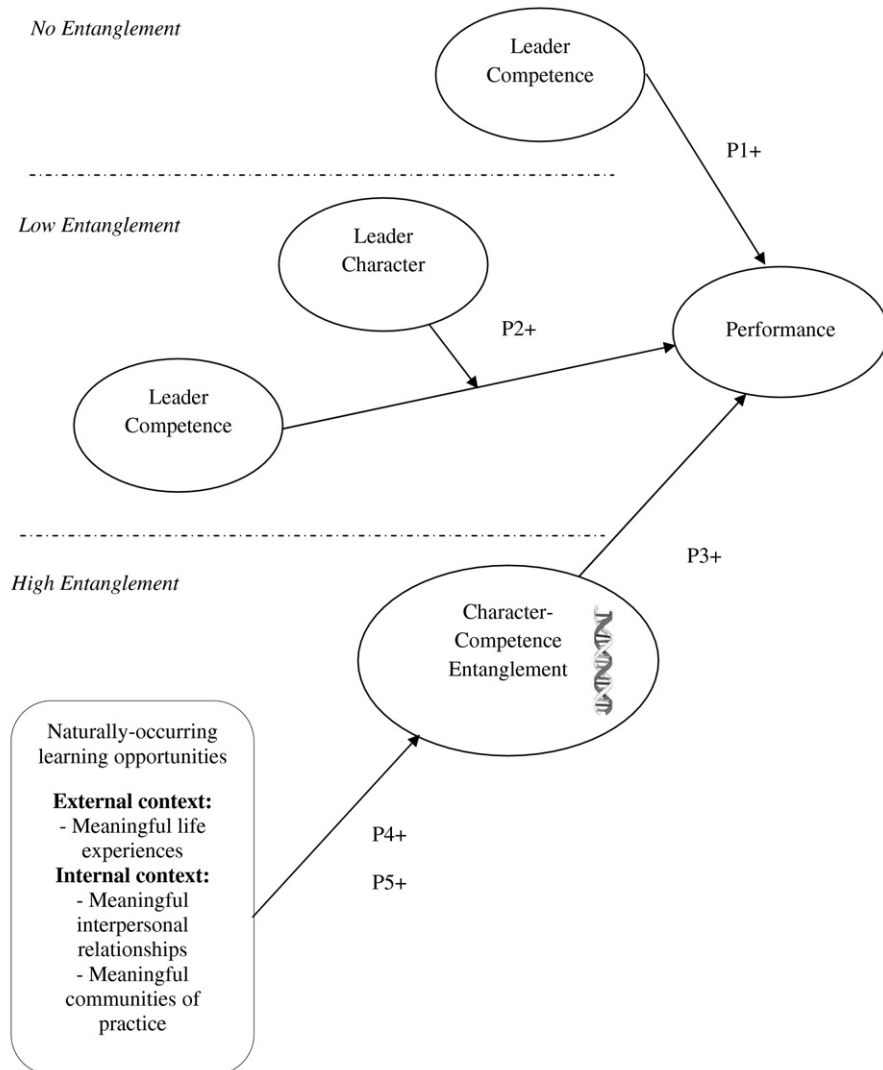 No Entanglement
Leader
Competence
P1+
Low Entanglement
Leader
Character
P2+
Performance
Leader
Competence
High Entanglement
P3+
Character-
Competence
Entanglement
Naturally-occurring
learning opportunities
External context:
- Meaningful life
experiences
Internal context:
- Meaningful
interpersonal
relationships
- Meaningful
communities of
practice
P4+
P5+